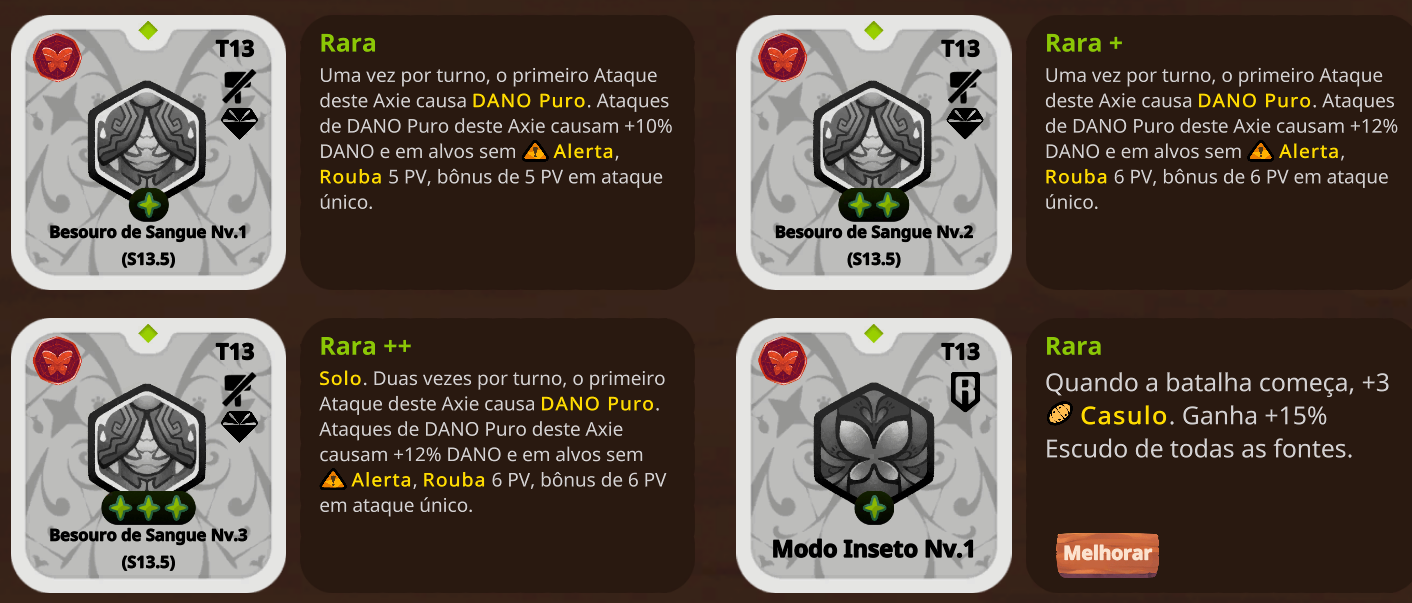 T13
Besouro de Sangue Nv.1
(S13.5)
Rara
Uma vez por turno, o primeiro Ataque
deste Axie causa DANO Puro. Ataques
de DANO Puro deste Axie causam +10%
DANO e em alvos sem Alerta,
Rouba 5 PV, bônus de 5 PV em ataque
único.
T13
Besouro de Sangue Nv.2
(S13.5)
Rara +
Uma vez por turno, o primeiro Ataque
deste Axie causa DANO Puro. Ataques
de DANO Puro deste Axie causam +12%
DANO e em alvos sem Alerta,
Rouba 6 PV, bônus de 6 PV em ataque
único.
T13
Besouro de Sangue Nv.3
(S13.5)
Rara ++
Solo. Duas vezes por turno, o primeiro
Ataque deste Axie causa DANO Puro.
Ataques de DANO Puro deste Axie
causam +12% DANO e em alvos sem
Alerta, Rouba 6 PV, bônus de 6 PV
em ataque único.
T13
R
Modo Inseto Nv.1
Rara
Quando a batalha começa, +3
Casulo. Ganha +15%
Escudo de todas as fontes.
Melhorar